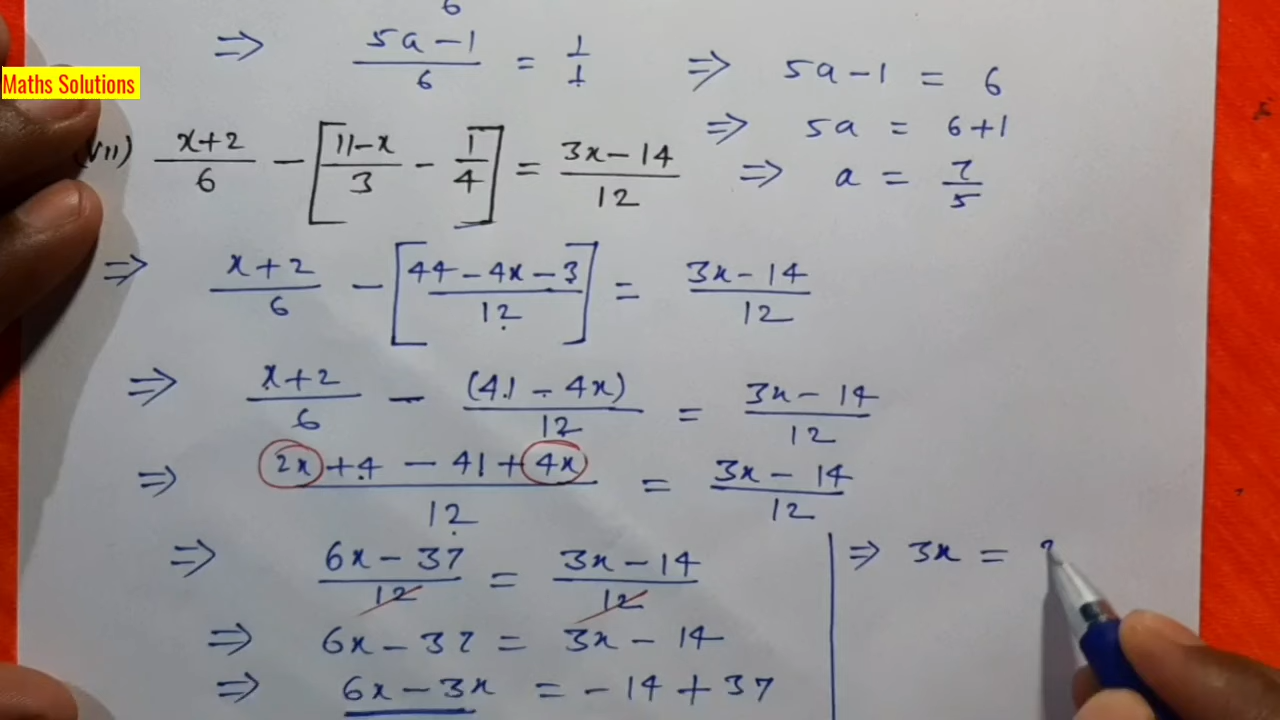 6
⇒ (5a-1)/6 = 1/1 ⇒ 5a-1 = 6
Maths Solutions
⇒ 5a = 6+1
(VII) (x+2)/6 - [(11-x)/3 - 1/4] = (3x-14)/12
⇒ a = 7/5
⇒ (x+2)/6 - [(44-4x-3)/12] = (3x-14)/12
⇒ (x+2)/6 - (41-4x)/12 = (3x-14)/12
⇒ (2x+4-41+4x)/12 = (3x-14)/12
⇒ (6x-37)/12 = (3x-14)/12
⇒ 6x-37 = 3x-14
⇒ 6x-3x = -14+37
⇒ 3x =